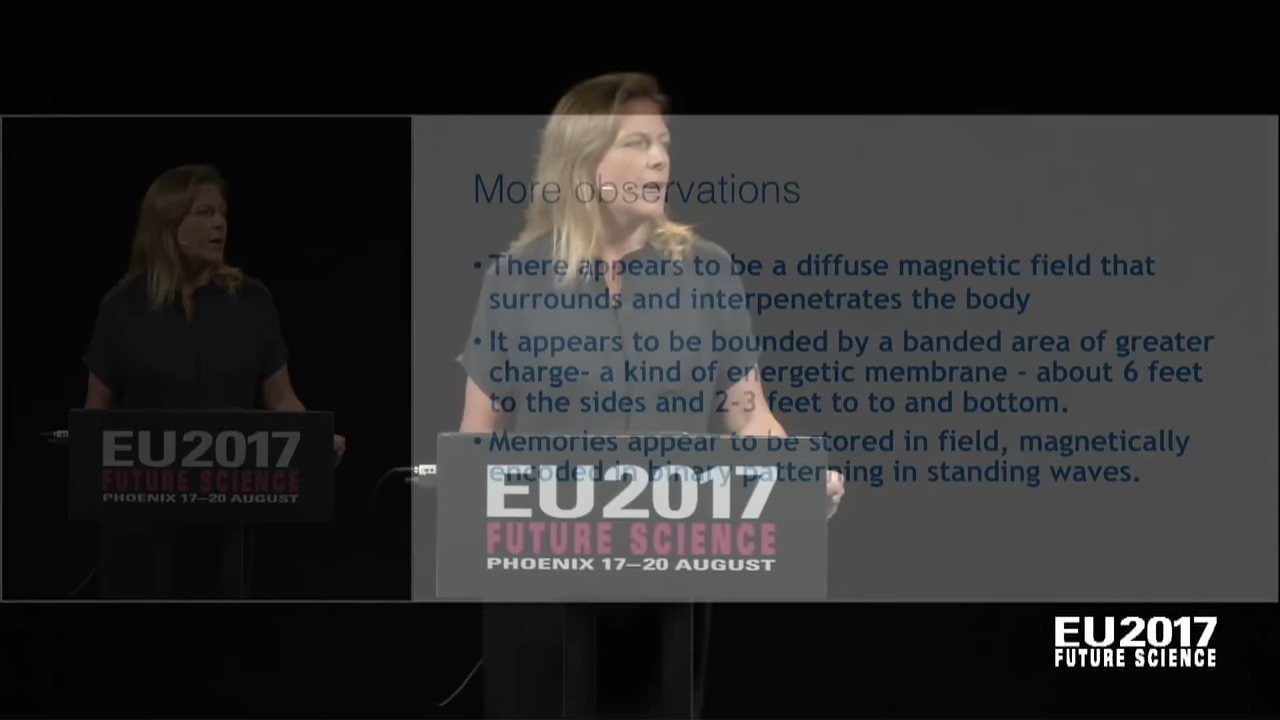 More observations
• There appears to be a diffuse magnetic field that
surrounds and interpenetrates the body
• It appears to be bounded by a banded area of greater
charge- a kind of energetic membrane - about 6 feet
to the sides and 2-3 feet to to and bottom.
• Memories appear to be stored in field, magnetically
encoded in binary patterning in standing waves.
EU2017
FUTURE SCIENCE
PHOENIX 17–20 AUGUST
EU2017
FUTURE SCIENCE
PHOENIX 17–20 AUGUST
EU2017
FUTURE SCIENCE